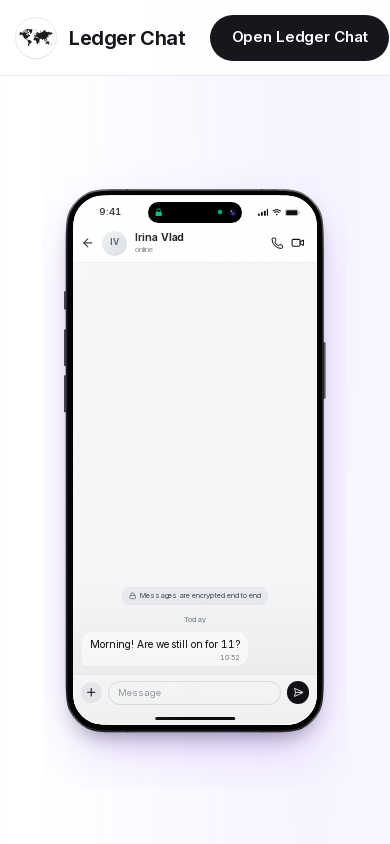 Ledger Chat
Open Ledger Chat
9:41
IV
Irina Vlad
online
Messages are encrypted end to end
Today
Morning! Are we still on for 11?
10:52
Message